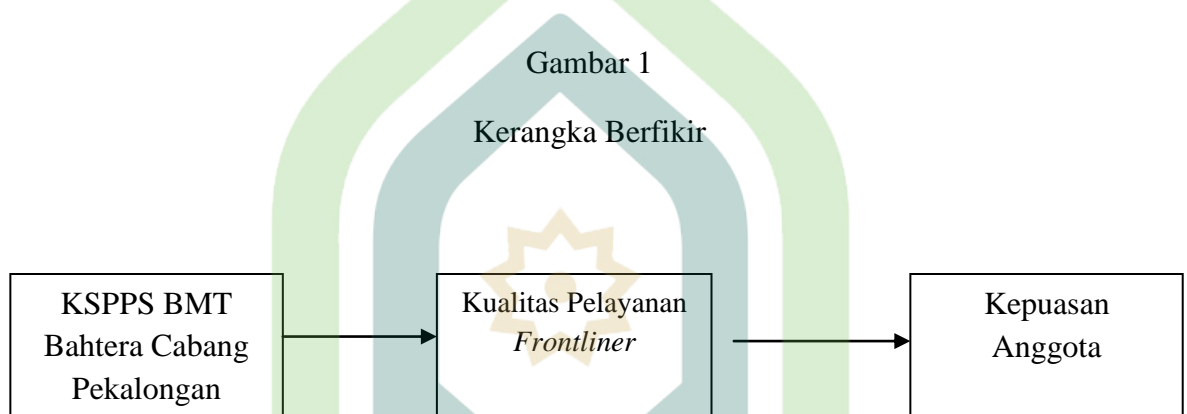 Gambar 1
Kerangka Berfikir
KSPPS BMT
Bahtera Cabang
Pekalongan
Kualitas Pelayanan
Frontliner
Kepuasan
Anggota